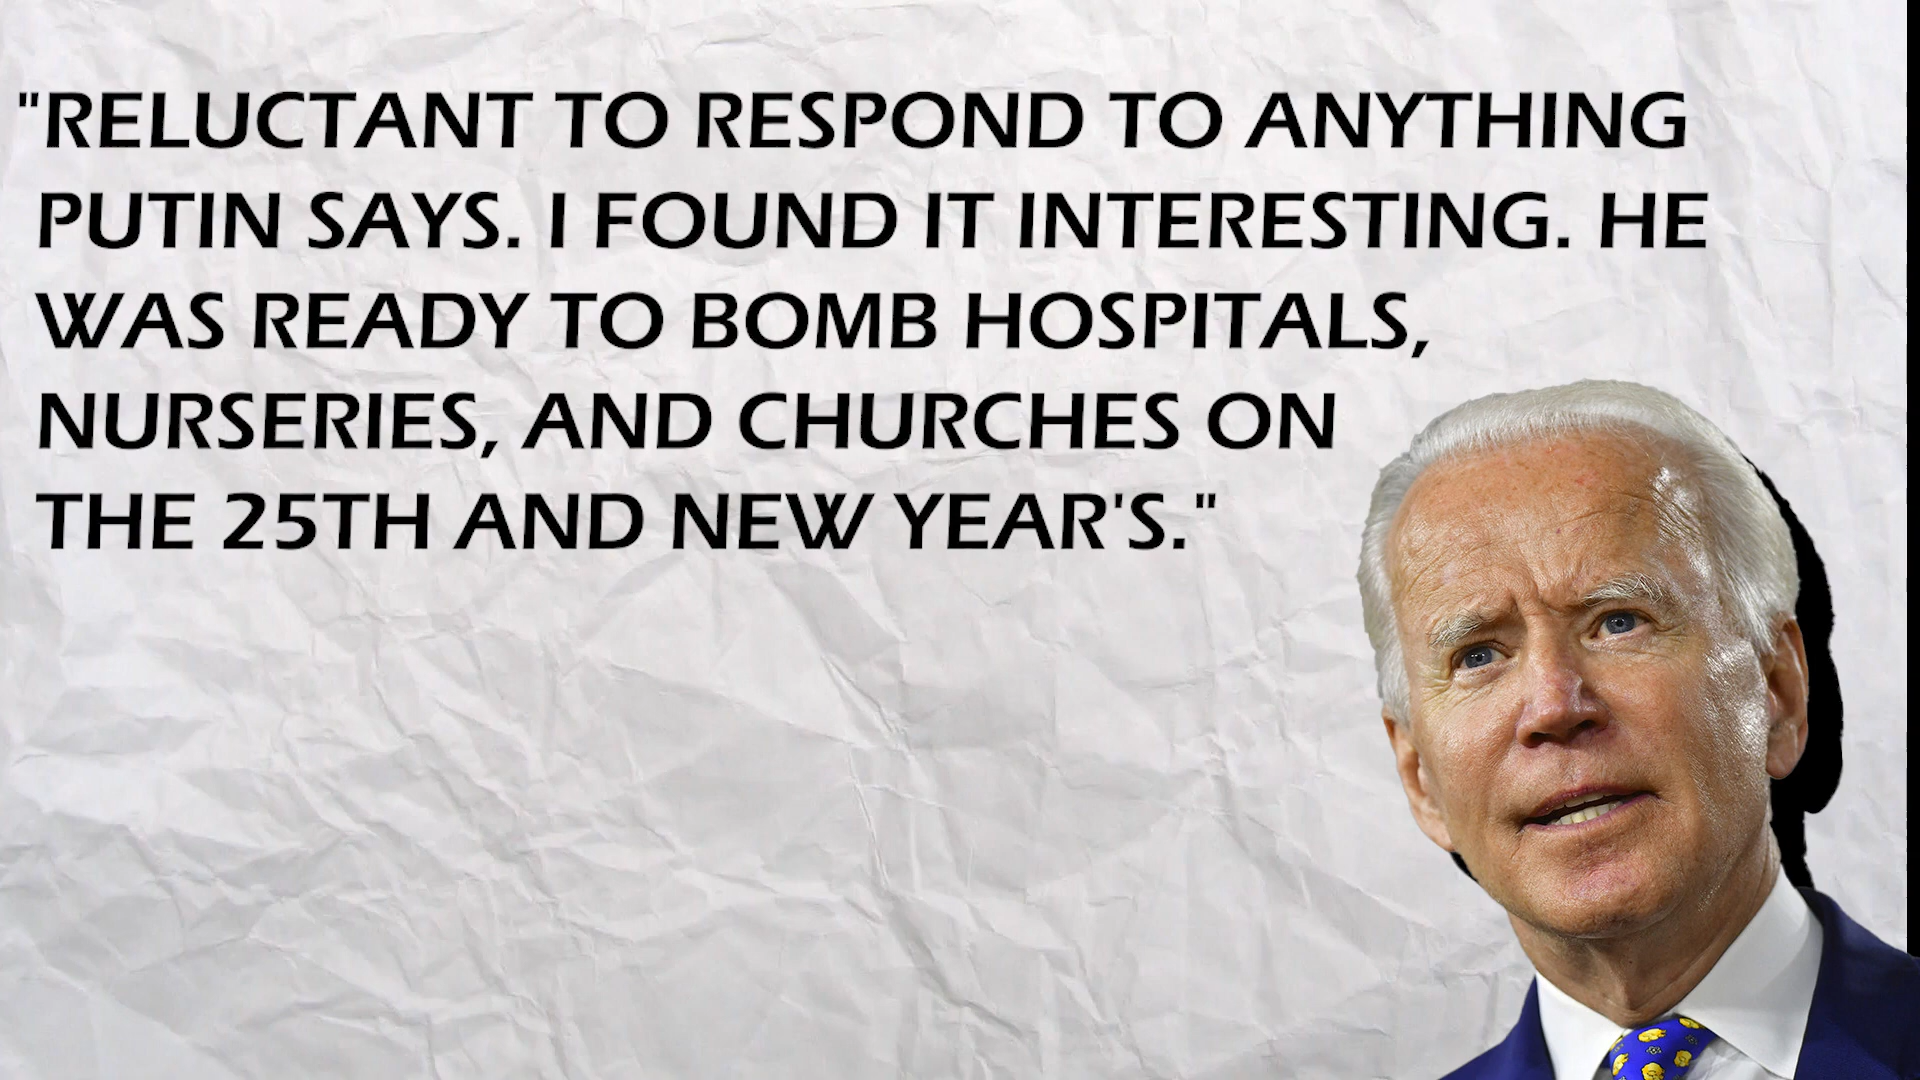 "RELUCTANT TO RESPOND TO ANYTHING
PUTIN SAYS. I FOUND IT INTERESTING. HE
WAS READY TO BOMB HOSPITALS,
NURSERIES, AND CHURCHES ON
THE 25TH AND NEW YEAR'S."